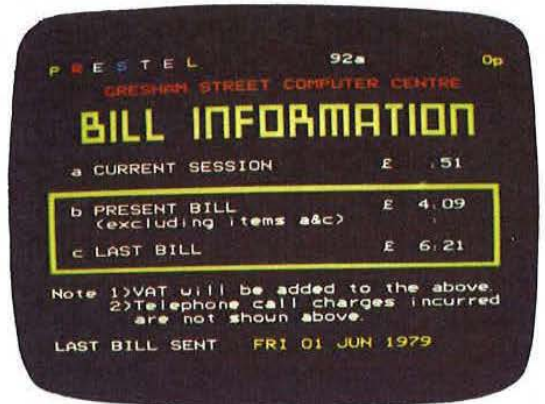 PRESTEL 92a 0p
GRESHAM STREET COMPUTER CENTRE
BILL INFORMATION
a CURRENT SESSION £ .51
b PRESENT BILL £ 4.09
(excluding items a&c)
c LAST BILL £ 6.21
Note 1)VAT will be added to the above.
2)Telephone call charges incurred
are not shown above.
LAST BILL SENT FRI 01 JUN 1979